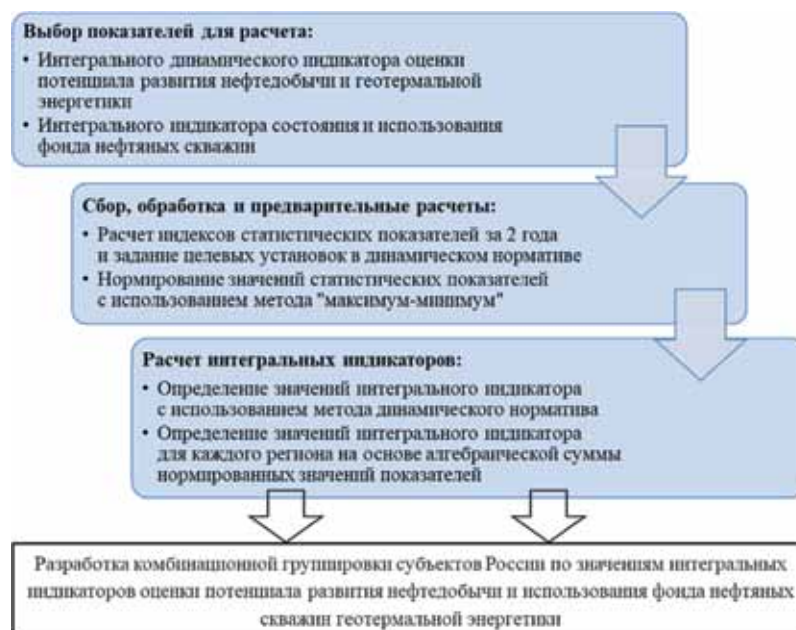 Выбор показателей для расчета:
• Интегрального динамического индикатора оценки
потенциала развития нефтедобычи и геотермальной
энергетики
• Интегрального индикатора состояния и использования
фонда нефтяных скважин
Сбор, обработка и предварительные расчеты:
• Расчет индексов статистических показателей за 2 года
и задание целевых установок в динамическом нормативе
• Нормирование значений статистических показателей
с использованием метода "максимум-минимум"
Расчет интегральных индикаторов:
• Определение значений интегрального индикатора
с использованием метода динамического норматива
• Определение значений интегрального индикатора
для каждого региона на основе алгебраической суммы
нормированных значений показателей
Разработка комбинационной группировки субъектов России по значениям интегральных
индикаторов оценки потенциала развития нефтедобычи и использования фонда нефтяных
скважин геотермальной энергетики